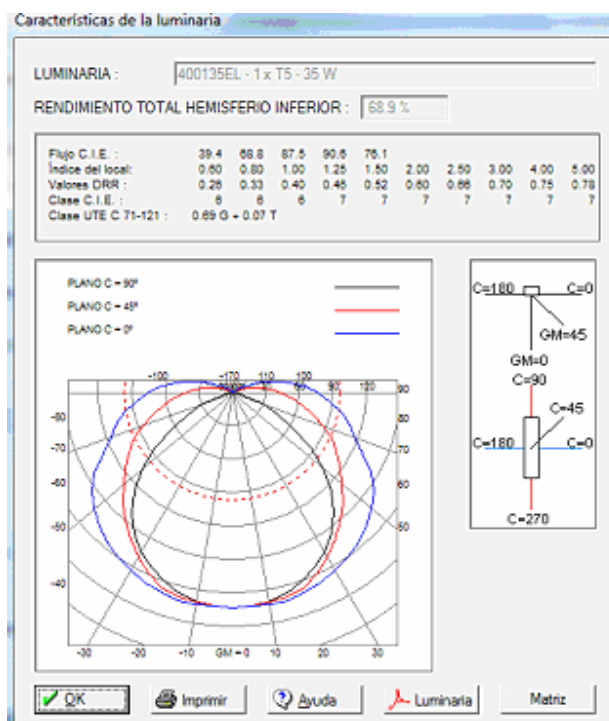 Características de la luminaria
LUMINARIA : 400135EL - 1 x T5 - 35 W
RENDIMIENTO TOTAL HEMISFERIO INFERIOR : 68.9 %
Flujo C.I.E. : 39.4 68.8 87.5 90.6 76.1
Índice del local: 0.60 0.80 1.00 1.25 1.50 2.00 2.50 3.00 4.00 5.00
Valores DRR : 0.26 0.33 0.40 0.46 0.52 0.60 0.66 0.70 0.75 0.78
Clase C.I.E. : 6 6 6 7 7 7 7 7 7 7
Clase UTE C 71-121 : 0.69 G + 0.07 T
PLANO C = 90º
PLANO C = 45º
PLANO C = 0º
-100 -170 110 100 90 120 90
-80 80
-70 70
-60 60
-50 50
-40
-30 -20 -10 GM = 0 10 20 30
C=180 C=0
GM=45
GM=0
C=90
C=45
C=180 C=0
C=270
OK Imprimir Ayuda Luminaria Matriz